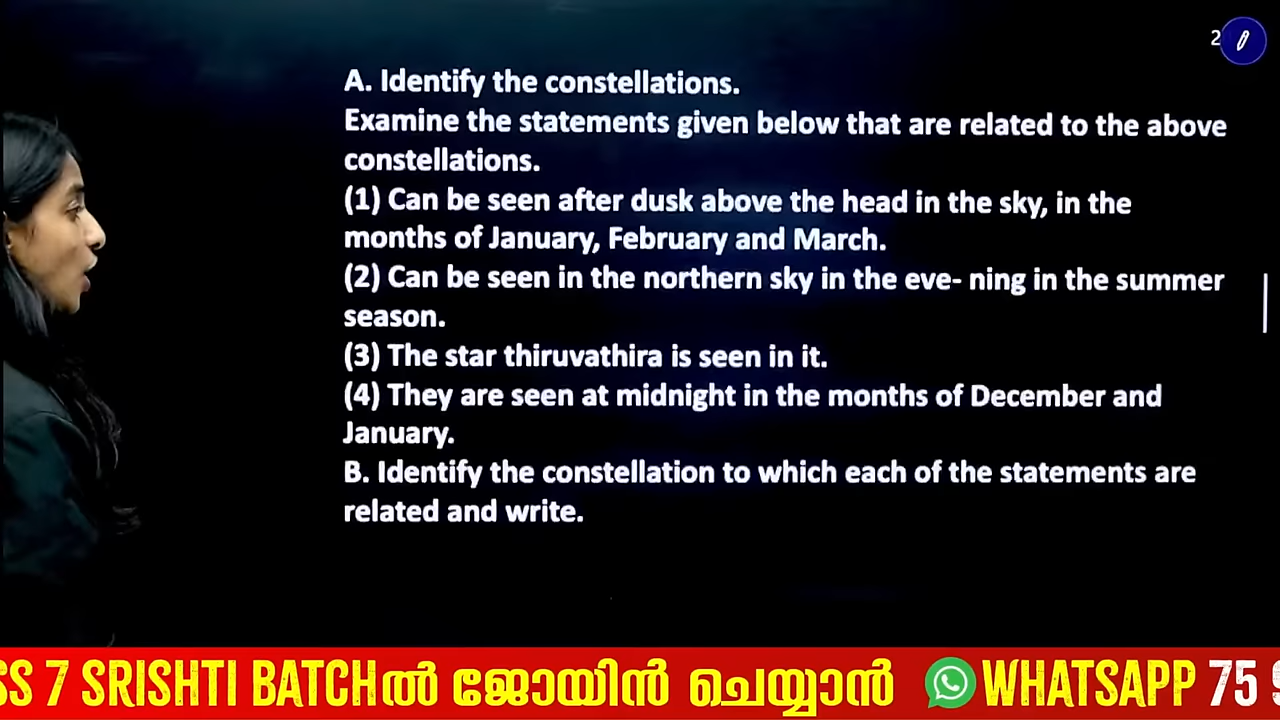 2
A. Identify the constellations.
Examine the statements given below that are related to the above
constellations.
(1) Can be seen after dusk above the head in the sky, in the
months of January, February and March.
(2) Can be seen in the northern sky in the eve- ning in the summer
season.
(3) The star thiruvathira is seen in it.
(4) They are seen at midnight in the months of December and
January.
B. Identify the constellation to which each of the statements are
related and write.
SS 7 SRISHTI BATCHൽ ജോയിൻ ചെയ്യാൻ WHATSAPP 75 9